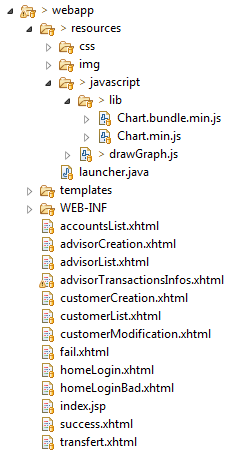 > webapp
> resources
css
img
> javascript
> lib
Chart.bundle.min.js
Chart.min.js
> drawGraph.js
launcher.java
templates
WEB-INF
accountsList.xhtml
advisorCreation.xhtml
advisorList.xhtml
advisorTransactionsInfos.xhtml
customerCreation.xhtml
customerList.xhtml
customerModification.xhtml
fail.xhtml
homeLogin.xhtml
homeLoginBad.xhtml
index.jsp
success.xhtml
transfert.xhtml